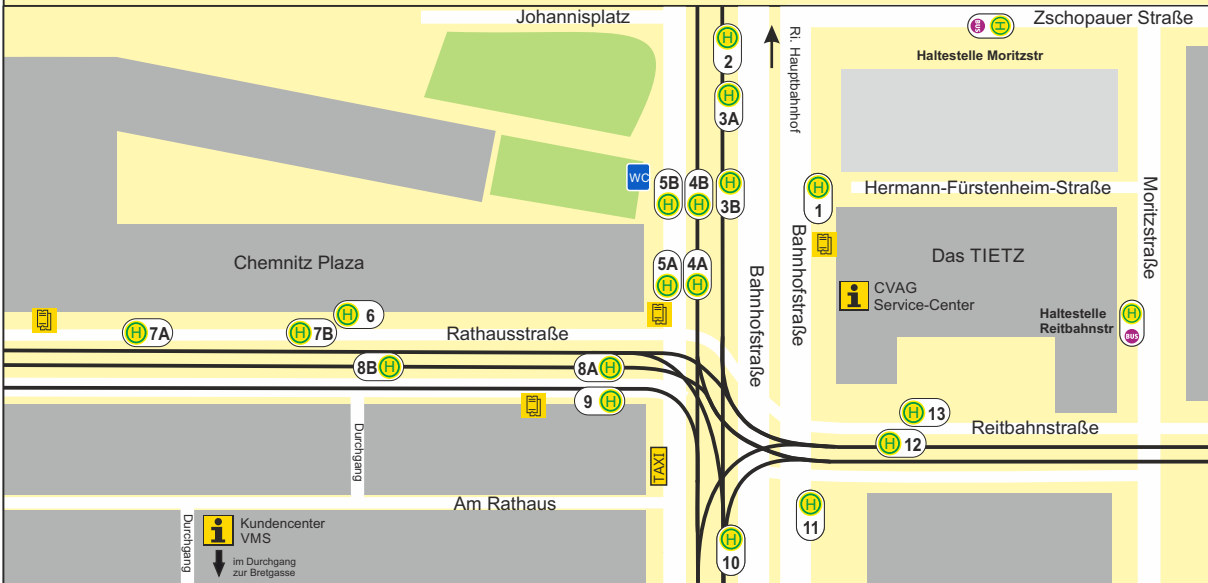 Johannisplatz
Zschopauer Straße
BUS H
Haltestelle Moritzstr
H
2
Ri. Hauptbahnhof
H
3A
WC
5B
H
4B
H
H
3B
H
1
Hermann-Fürstenheim-Straße
Moritzstraße
Chemnitz Plaza
5A
H
4A
H
Bahnhofstraße
Bahnhofstraße
Das TIETZ
i
CVAG
Service-Center
Haltestelle
Reitbahnstr
H
BUS
H 6
H 7A
H 7B
Rathausstraße
8B H
8A H
9 H
H 13
Reitbahnstraße
H 12
Durchgang
TAXI
Am Rathaus
H
11
Durchgang
i
Kundencenter
VMS
im Durchgang
zur Bretgasse
H
10